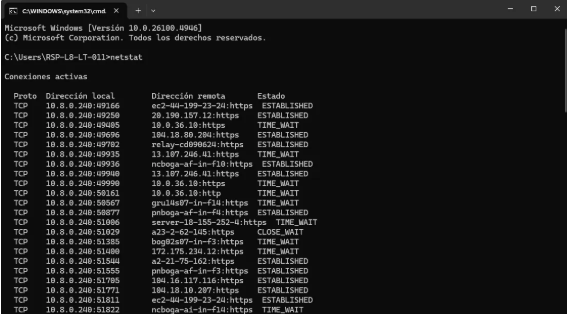 C:\WINDOWS\system32\cmd.
Microsoft Windows [Versión 10.0.26100.4946]
(c) Microsoft Corporation. Todos los derechos reservados.
C:\Users\RSP-L8-LT-011>netstat
Conexiones activas
Proto Dirección local Dirección remota Estado
TCP 10.8.0.240:49166 ec2-44-199-23-24:https ESTABLISHED
TCP 10.8.0.240:49250 20.190.157.12:https ESTABLISHED
TCP 10.8.0.240:49405 10.0.36.10:https TIME_WAIT
TCP 10.8.0.240:49696 104.18.80.204:https ESTABLISHED
TCP 10.8.0.240:49702 relay-cd090624:https ESTABLISHED
TCP 10.8.0.240:49935 13.107.246.41:https TIME_WAIT
TCP 10.8.0.240:49936 ncboga-af-in-f10:https ESTABLISHED
TCP 10.8.0.240:49940 13.107.246.41:https ESTABLISHED
TCP 10.8.0.240:49990 10.0.36.10:https TIME_WAIT
TCP 10.8.0.240:50161 10.0.36.10:http TIME_WAIT
TCP 10.8.0.240:50567 gru14s07-in-f14:https TIME_WAIT
TCP 10.8.0.240:50877 pnboga-af-in-f4:https ESTABLISHED
TCP 10.8.0.240:51006 server-18-155-252-4:https TIME_WAIT
TCP 10.8.0.240:51029 a23-2-62-145:https CLOSE_WAIT
TCP 10.8.0.240:51385 bog02s07-in-f3:https TIME_WAIT
TCP 10.8.0.240:51400 172.175.234.12:https TIME_WAIT
TCP 10.8.0.240:51544 a2-21-75-162:https ESTABLISHED
TCP 10.8.0.240:51555 pnboga-af-in-f3:https ESTABLISHED
TCP 10.8.0.240:51705 104.16.117.116:https ESTABLISHED
TCP 10.8.0.240:51771 104.18.10.207:https ESTABLISHED
TCP 10.8.0.240:51811 ec2-44-199-23-24:https ESTABLISHED
TCP 10.8.0.240:51822 ncboga-ai-in-f14:https TIME_WAIT